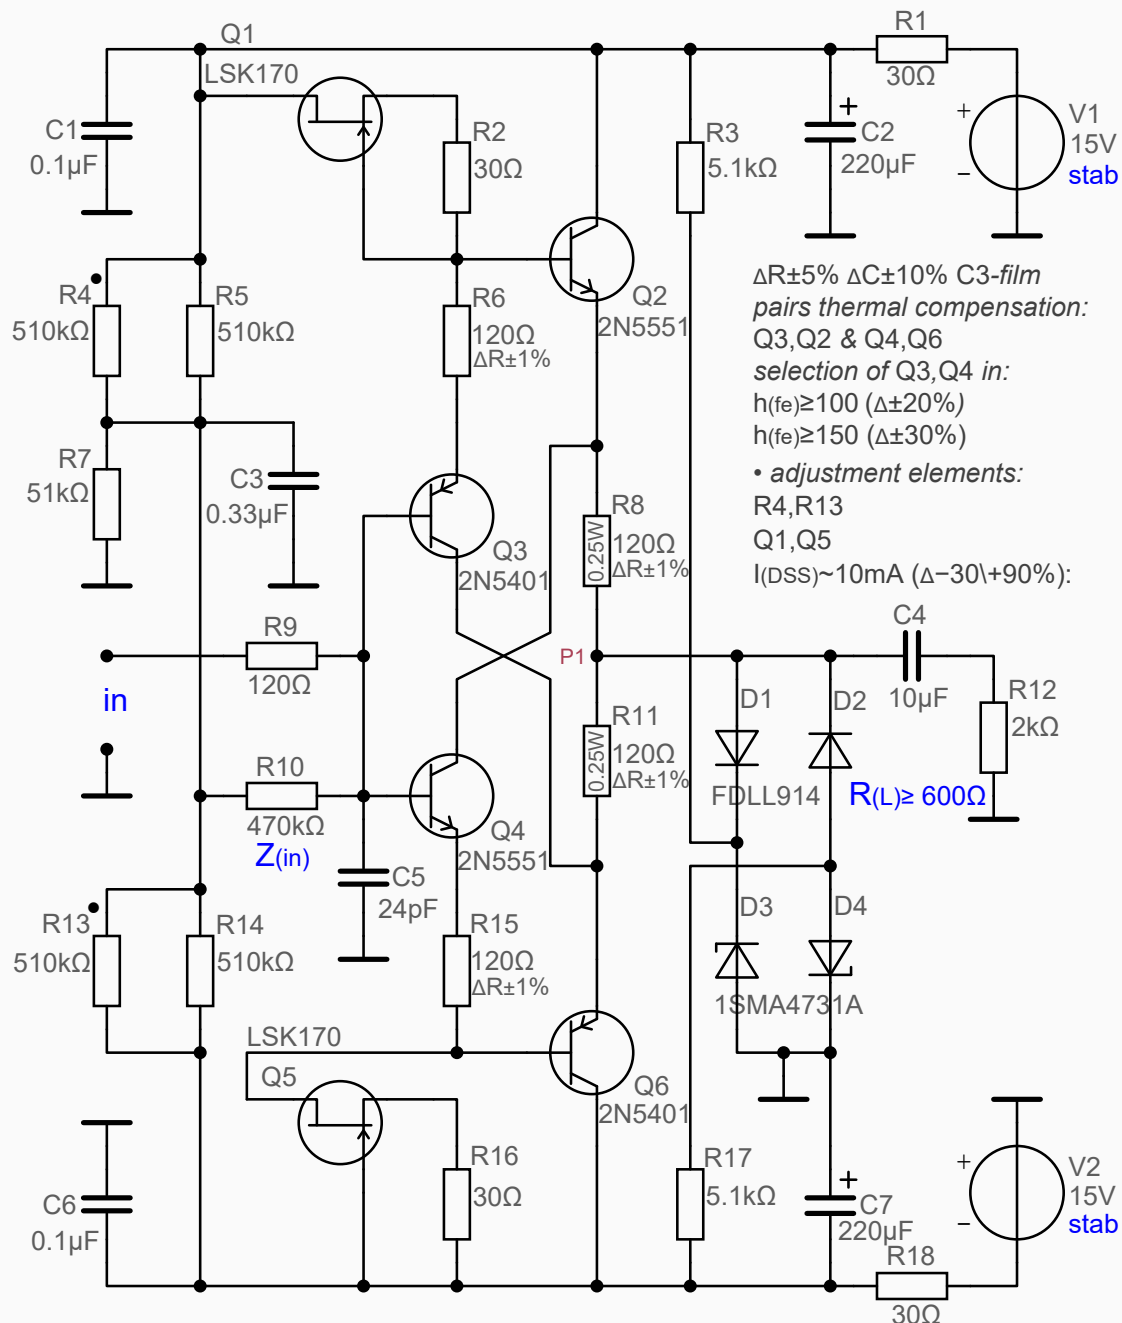 Q1
LSK170
R1
30Ω
C1
0.1µF
R2
30Ω
R3
5.1kΩ
+
C2
220µF
+
−
V1
15V
stab
R4
510kΩ
R5
510kΩ
R6
120Ω
ΔR±1%
Q2
2N5551
ΔR±5% ΔC±10% C3-film
pairs thermal compensation:
Q3,Q2 & Q4,Q6
selection of Q3,Q4 in:
h(fe)≥100 (Δ±20%)
h(fe)≥150 (Δ±30%)
• adjustment elements:
R4,R13
Q1,Q5
I(DSS)~10mA (Δ−30\+90%):
R7
51kΩ
C3
0.33µF
Q3
2N5401
R8
0.25W
120Ω
ΔR±1%
R9
120Ω
in
P1
C4
10µF
R12
2kΩ
R11
0.25W
120Ω
ΔR±1%
D1
FDLL914
D2
R(L)≥ 600Ω
R10
470kΩ
Z(in)
Q4
2N5551
C5
24pF
R13
510kΩ
R14
510kΩ
R15
120Ω
ΔR±1%
D3
D4
1SMA4731A
LSK170
Q5
Q6
2N5401
R16
30Ω
R17
5.1kΩ
C6
0.1µF
+
C7
220µF
+
−
V2
15V
stab
R18
30Ω